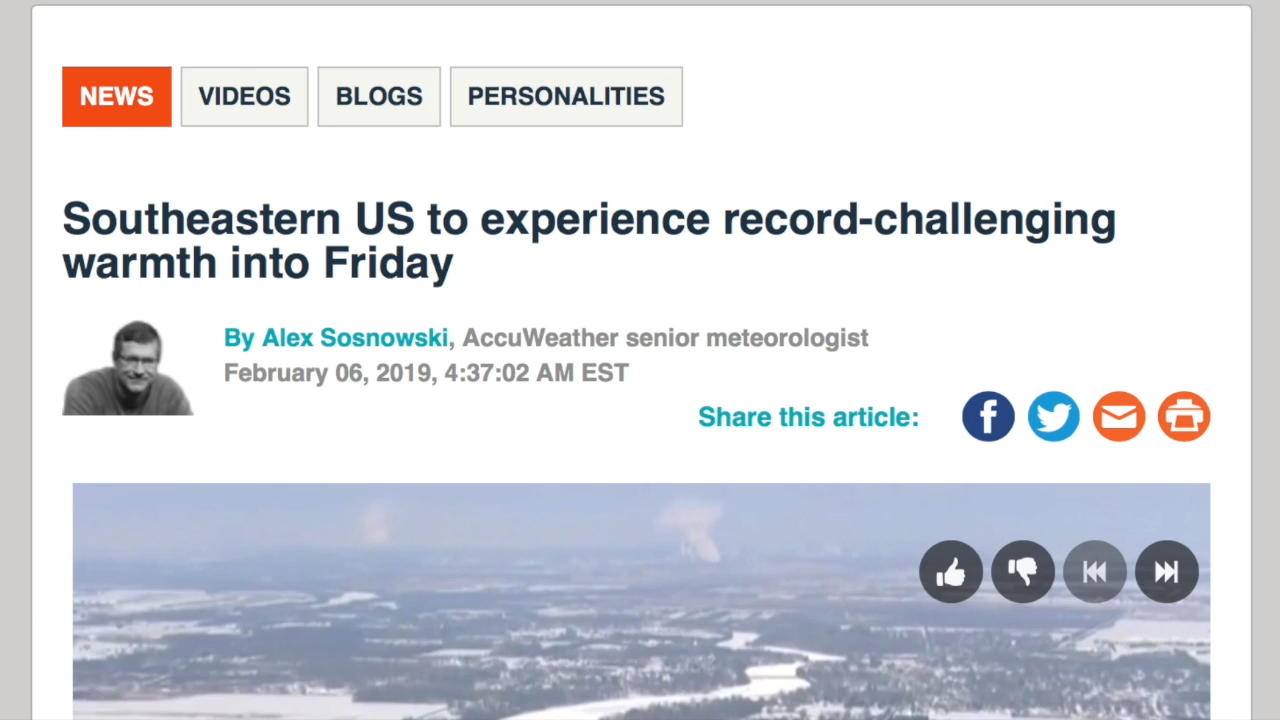 NEWS VIDEOS BLOGS PERSONALITIES
Southeastern US to experience record-challenging
warmth into Friday
By Alex Sosnowski, AccuWeather senior meteorologist
February 06, 2019, 4:37:02 AM EST
Share this article: